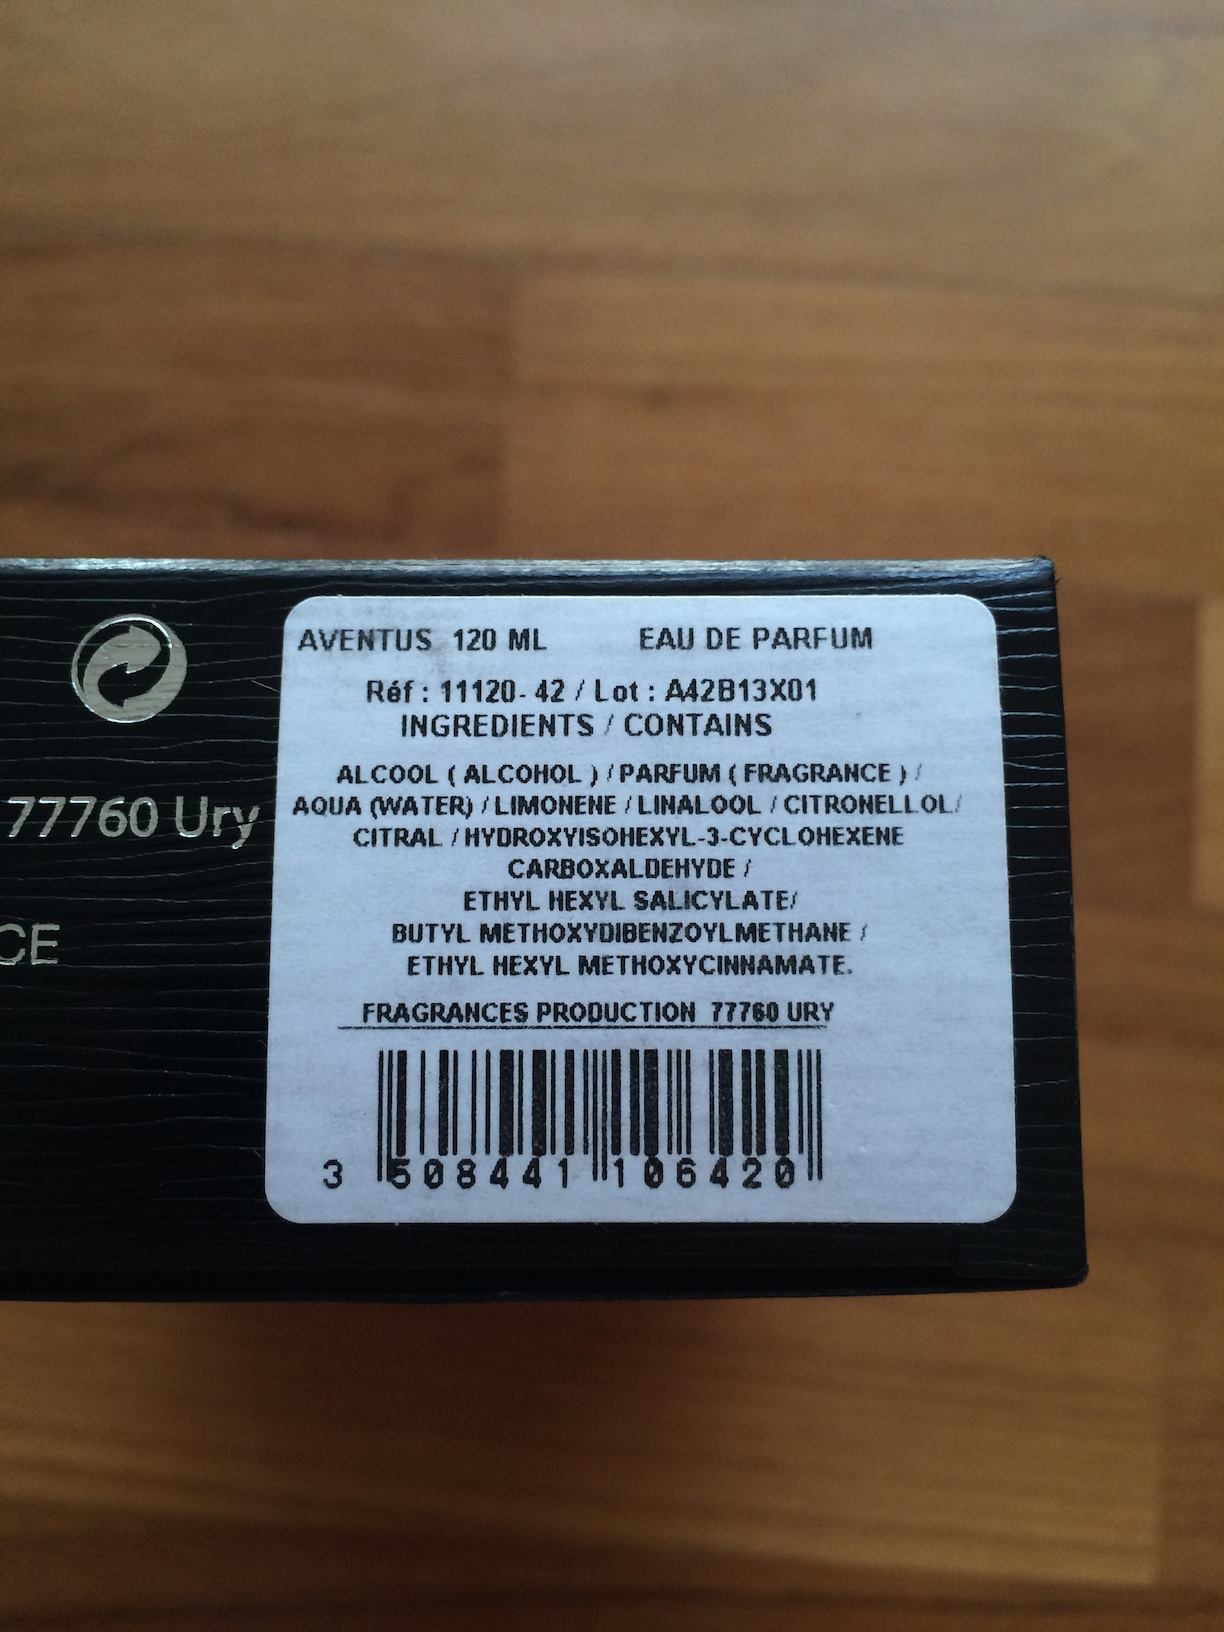 AVENTUS 120 ML EAU DE PARFUM
Réf : 11120- 42 / Lot : A42B13X01
INGREDIENTS / CONTAINS
ALCOOL ( ALCOHOL ) / PARFUM ( FRAGRANCE ) /
AQUA (WATER) / LIMONENE / LINALOOL / CITRONELLOL/
CITRAL / HYDROXYISOHEXYL-3-CYCLOHEXENE
CARBOXALDEHYDE /
ETHYL HEXYL SALICYLATE/
BUTYL METHOXYDIBENZOYLMETHANE /
ETHYL HEXYL METHOXYCINNAMATE.
FRAGRANCES PRODUCTION 77760 URY
3 508441 106420
77760 Ury
CE